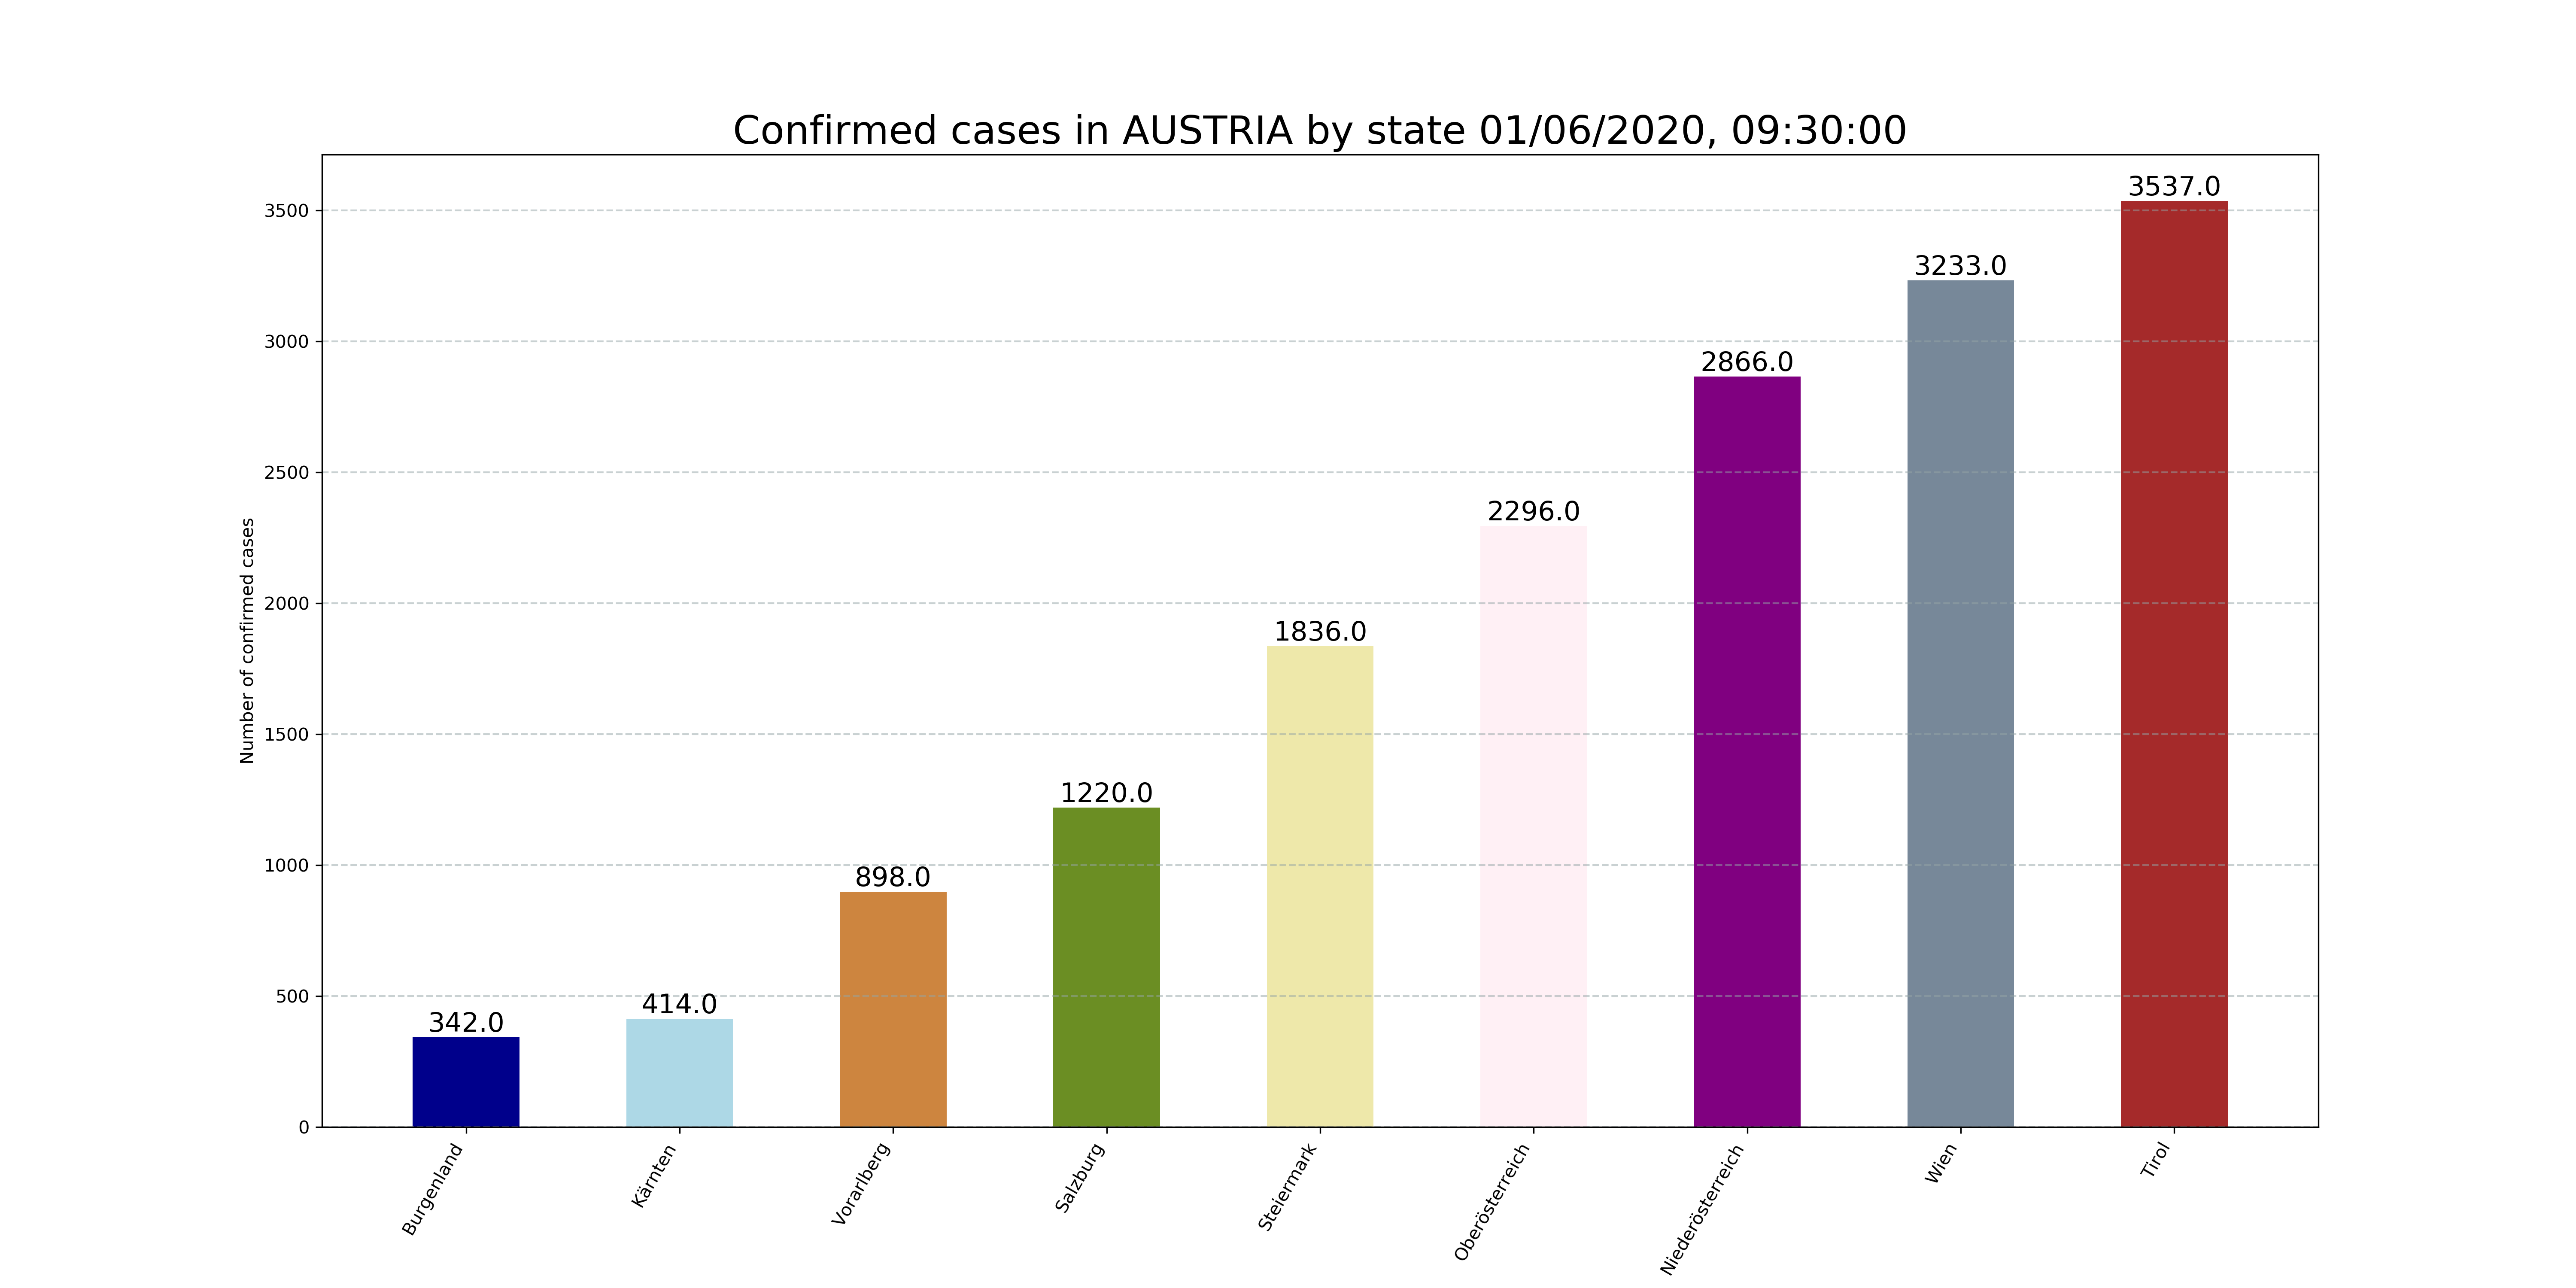 Confirmed cases in AUSTRIA by state 01/06/2020, 09:30:00
Number of confirmed cases
3500
3000
2500
2000
1500
1000
500
0
342.0
414.0
898.0
1220.0
1836.0
2296.0
2866.0
3233.0
3537.0
Burgenland
Kärnten
Vorarlberg
Salzburg
Steiermark
Oberösterreich
Niederösterreich
Wien
Tirol